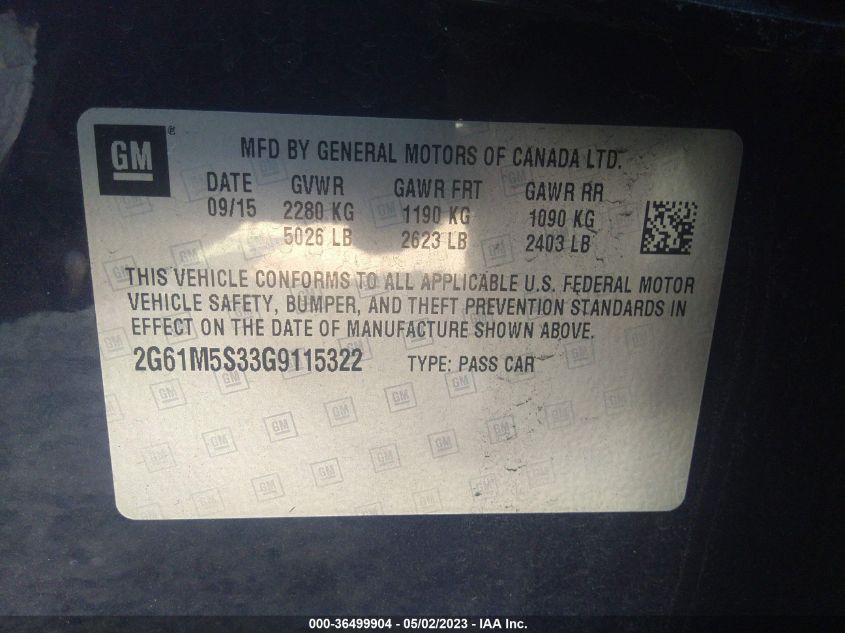 GM ®
MFD BY GENERAL MOTORS OF CANADA LTD.
DATE GVWR GAWR FRT GAWR RR
09/15 2280 KG 1190 KG 1090 KG
5026 LB 2623 LB 2403 LB
THIS VEHICLE CONFORMS TO ALL APPLICABLE U.S. FEDERAL MOTOR
VEHICLE SAFETY, BUMPER, AND THEFT PREVENTION STANDARDS IN
EFFECT ON THE DATE OF MANUFACTURE SHOWN ABOVE.
2G61M5S33G9115322 TYPE: PASS CAR
000-36499904 - 05/02/2023 - IAA Inc.